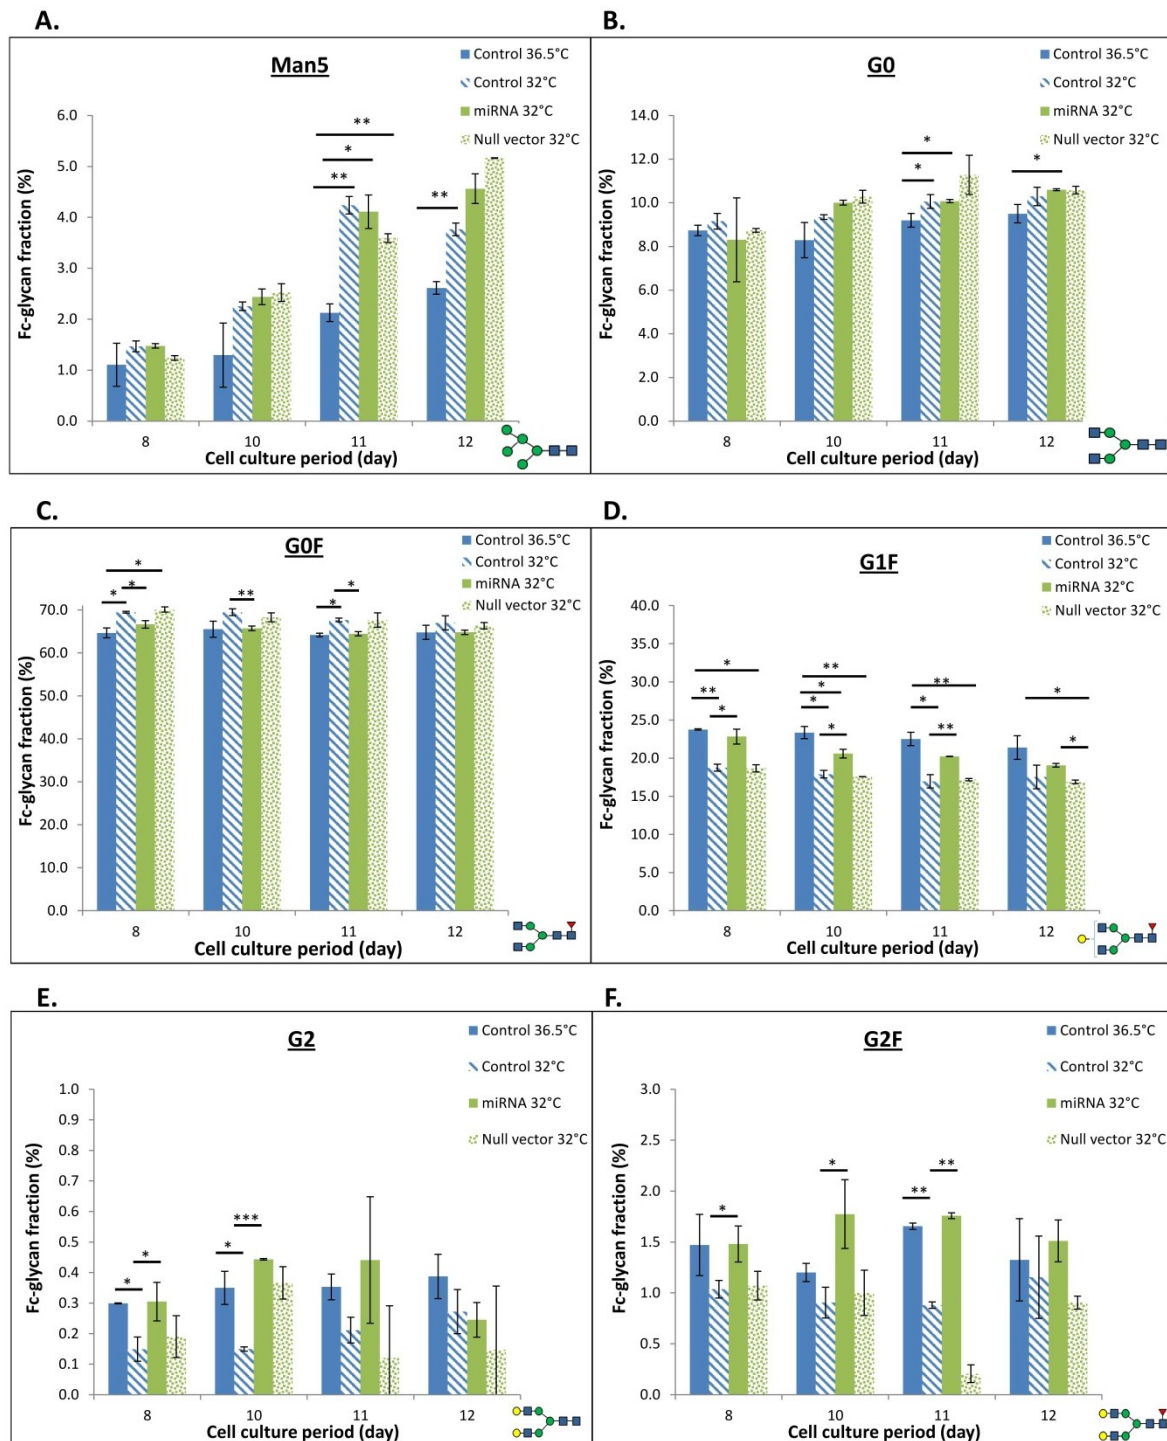 A.
Man5
Control 36.5°C
Control 32°C
miRNA 32°C
Null vector 32°C
Fc-glycan fraction (%)
6.0
5.0
4.0
3.0
2.0
1.0
0.0
**
*
**
**
8 10 11 12
Cell culture period (day)
B.
G0
Control 36.5°C
Control 32°C
miRNA 32°C
Null vector 32°C
Fc-glycan fraction (%)
14.0
12.0
10.0
8.0
6.0
4.0
2.0
0.0
*
*
*
8 10 11 12
Cell culture period (day)
C.
G0F
Control 36.5°C
Control 32°C
miRNA 32°C
Null vector 32°C
Fc-glycan fraction (%)
70.0
60.0
50.0
40.0
30.0
20.0
10.0
0.0
*
* *
**
*
*
8 10 11 12
Cell culture period (day)
D.
G1F
Control 36.5°C
Control 32°C
miRNA 32°C
Null vector 32°C
Fc-glycan fraction (%)
40.0
35.0
30.0
25.0
20.0
15.0
10.0
5.0
0.0
*
**
*
**
*
* *
**
* **
*
*
8 10 11 12
Cell culture period (day)
E.
G2
Control 36.5°C
Control 32°C
miRNA 32°C
Null vector 32°C
Fc-glycan fraction (%)
1.0
0.9
0.8
0.7
0.6
0.5
0.4
0.3
0.2
0.1
0.0
*
*
***
*
8 10 11 12
Cell culture period (day)
F.
G2F
Control 36.5°C
Control 32°C
miRNA 32°C
Null vector 32°C
Fc-glycan fraction (%)
3.0
2.5
2.0
1.5
1.0
0.5
0.0
*
*
**
**
8 10 11 12
Cell culture period (day)